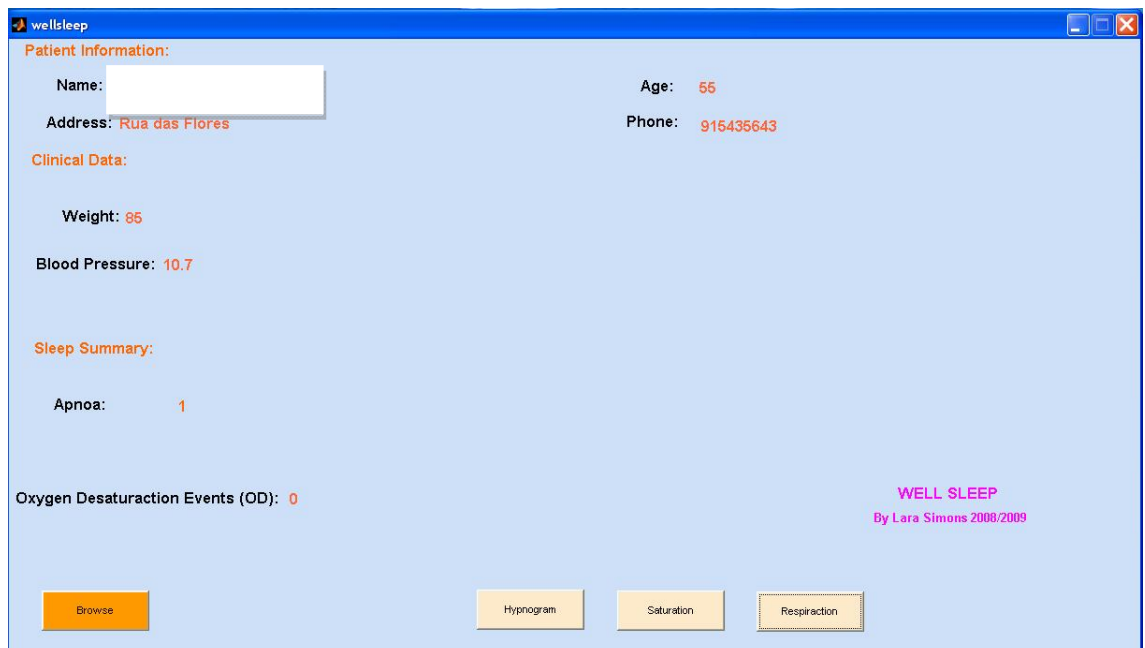 wellsleep
Patient Information:
Name:
Age: 55
Address: Rua das Flores
Phone: 915435643
Clinical Data:
Weight: 85
Blood Pressure: 10.7
Sleep Summary:
Apnoa: 1
Oxygen Desaturaction Events (OD): 0
WELL SLEEP
By Lara Simons 2008/2009
Browse
Hypnogram
Saturation
Respiraction